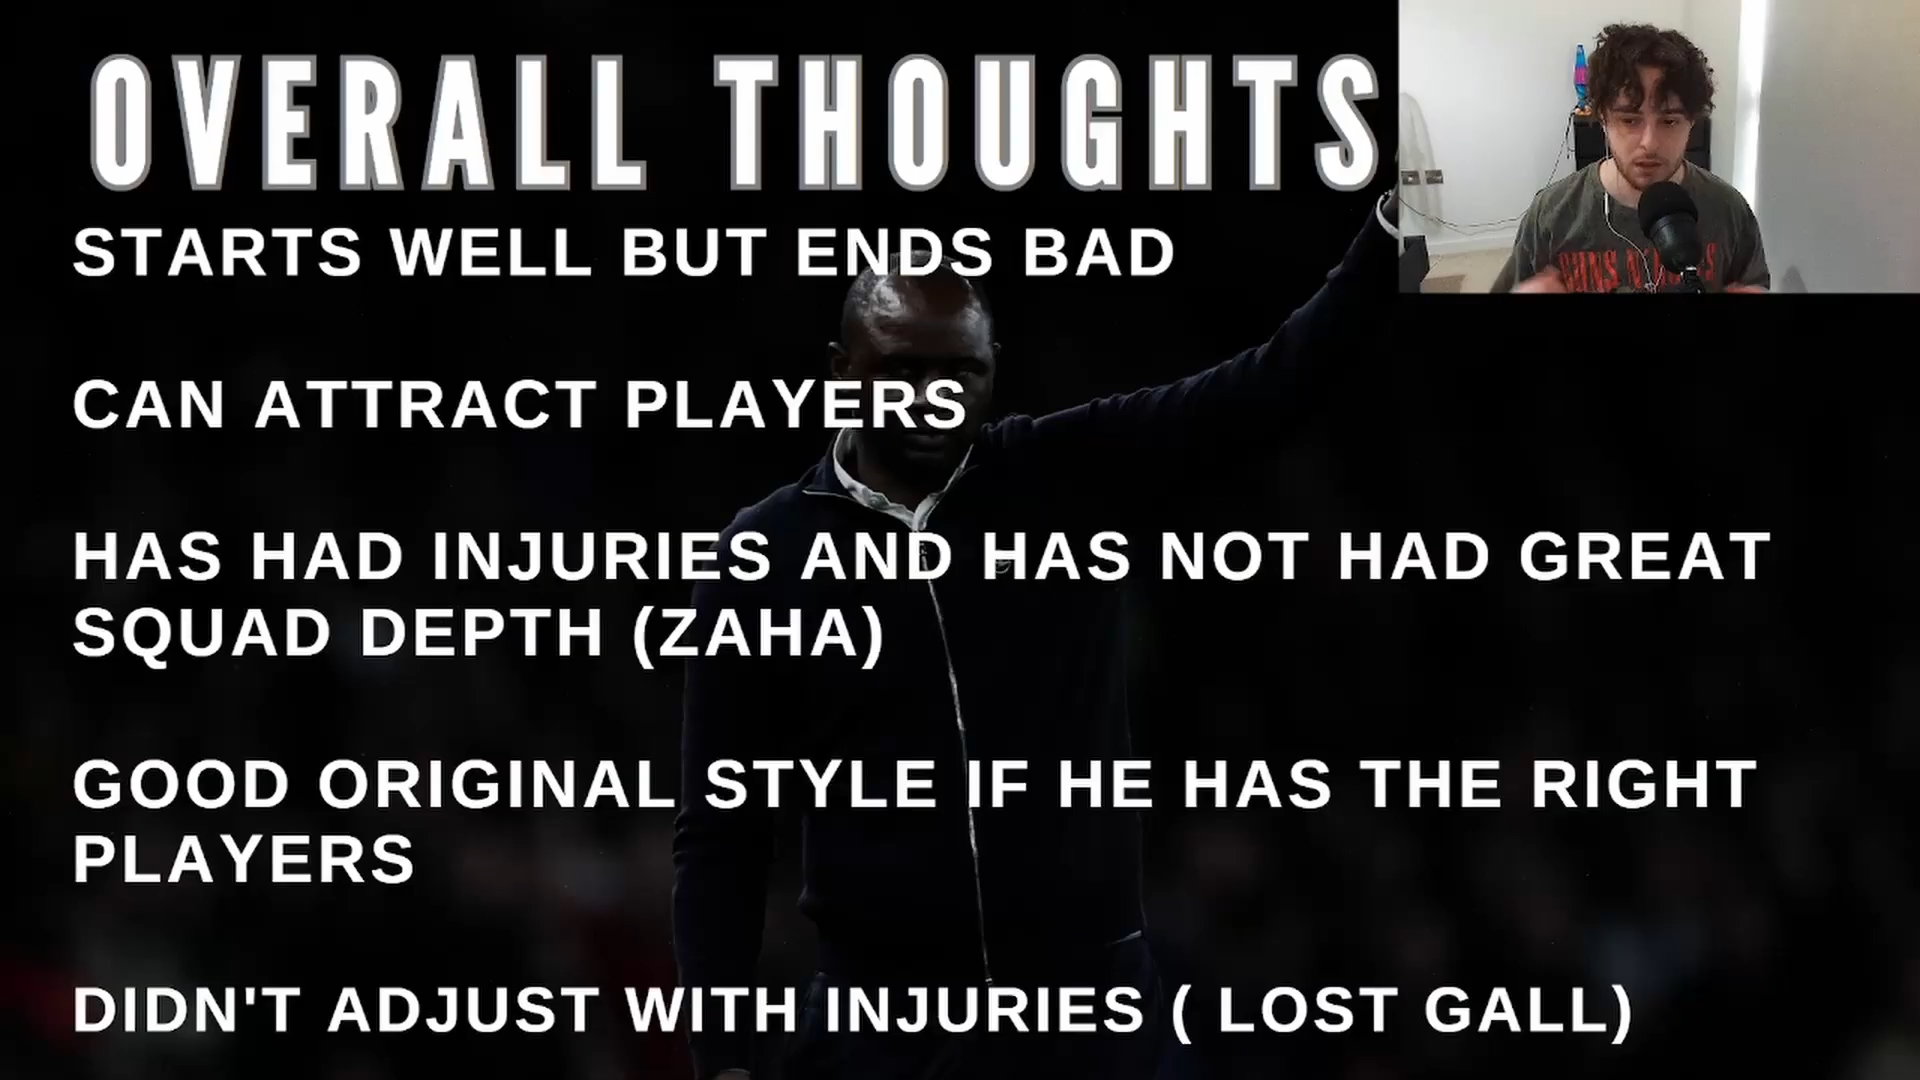 OVERALL THOUGHTS
STARTS WELL BUT ENDS BAD
CAN ATTRACT PLAYERS
HAS HAD INJURIES AND HAS NOT HAD GREAT
SQUAD DEPTH (ZAHA)
GOOD ORIGINAL STYLE IF HE HAS THE RIGHT
PLAYERS
DIDN'T ADJUST WITH INJURIES ( LOST GALL)